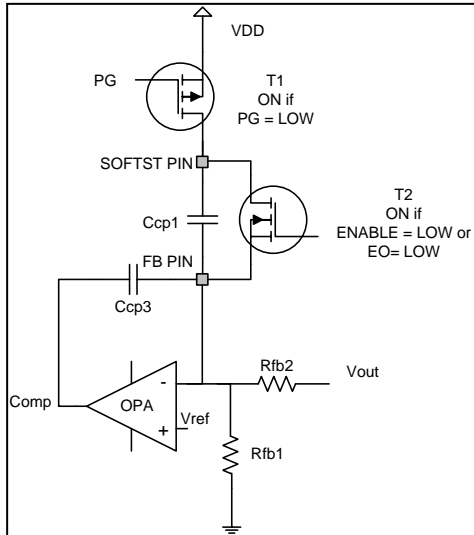 VDD
PG
T1
ON if
PG = LOW
SOFTST PIN
Ccp1
T2
ON if
ENABLE = LOW or
EO= LOW
FB PIN
Ccp3
Comp
OPA
-
+
Vref
Rfb2
Vout
Rfb1